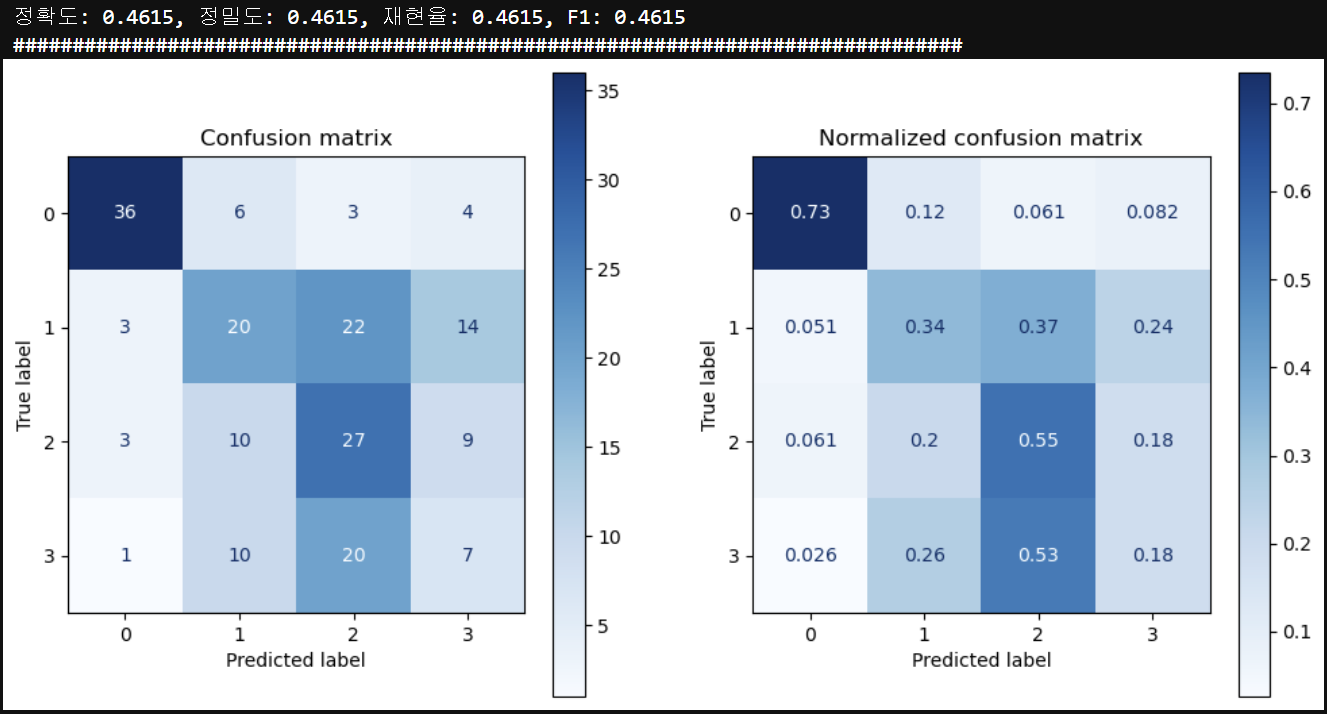 정확도: 0.4615, 정밀도: 0.4615, 재현율: 0.4615, F1: 0.4615
###############################################################################
Confusion matrix
Normalized confusion matrix
True label
0 36 6 3 4
1 3 20 22 14
2 3 10 27 9
3 1 10 20 7
0 1 2 3
Predicted label
35
30
25
20
15
10
5
True label
0 0.73 0.12 0.061 0.082
1 0.051 0.34 0.37 0.24
2 0.061 0.2 0.55 0.18
3 0.026 0.26 0.53 0.18
0 1 2 3
Predicted label
0.7
0.6
0.5
0.4
0.3
0.2
0.1